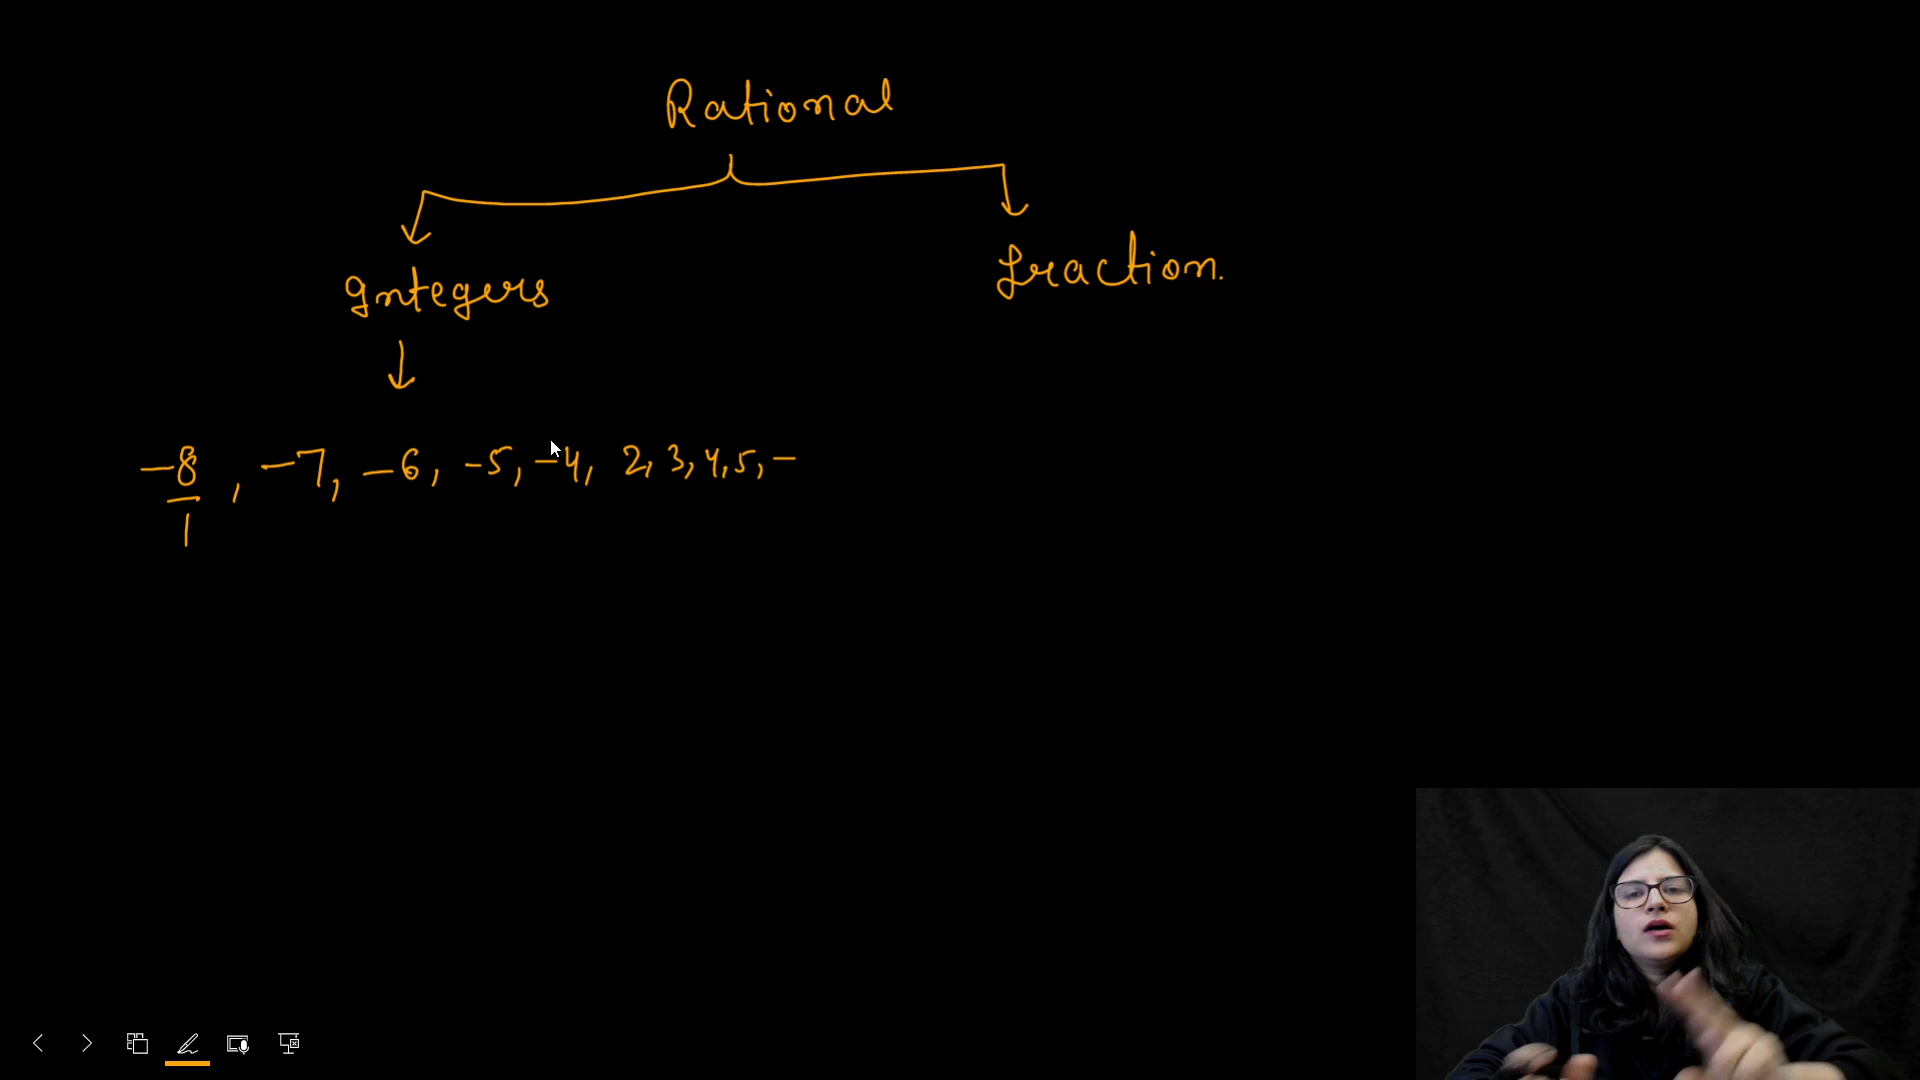 Rational
Integers
fraction.
-8/1, -7, -6, -5, -4, 2, 3, 4, 5, -